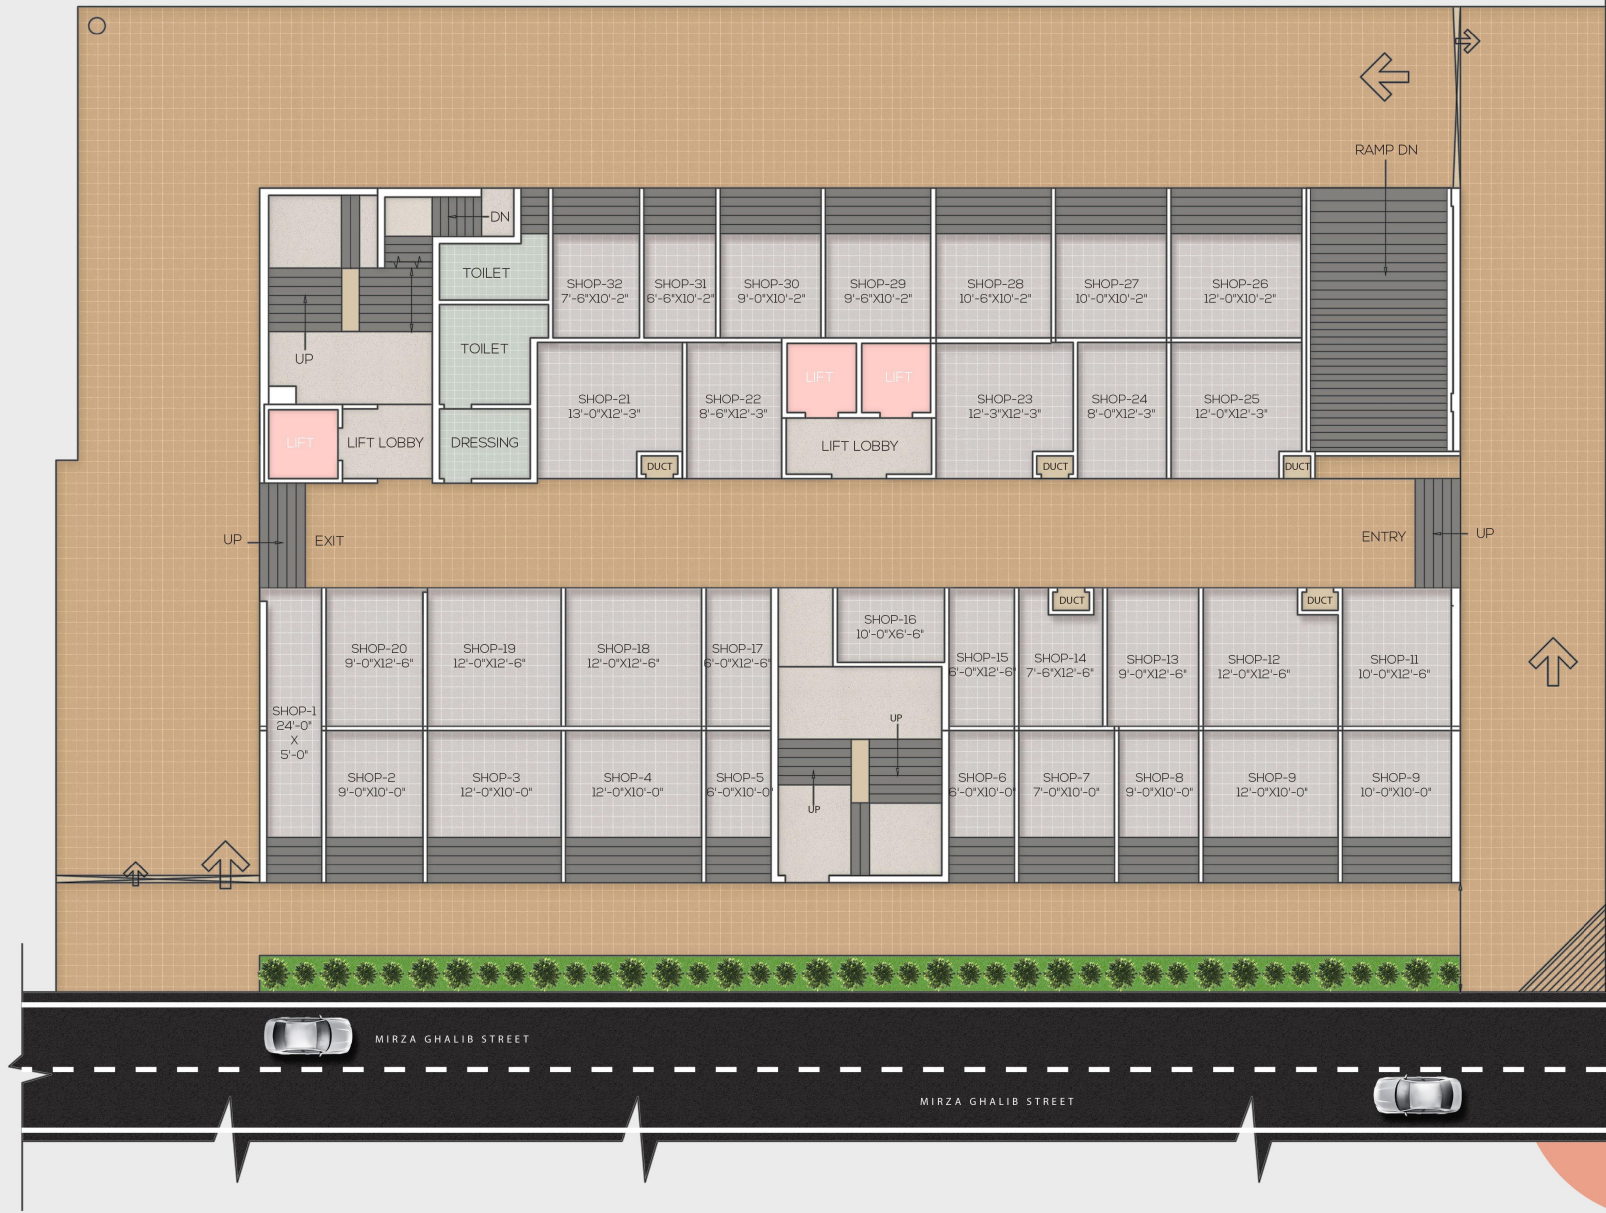 RAMP DN
DN
TOILET
SHOP-32
7'-6"X10'-2"
SHOP-31
6'-6"X10'-2"
SHOP-30
9'-0"X10'-2"
SHOP-29
9'-6"X10'-2"
SHOP-28
10'-6"X10'-2"
SHOP-27
10'-0"X10'-2"
SHOP-26
12'-0"X10'-2"
UP
TOILET
LIFT
LIFT
SHOP-21
13'-0"X12'-3"
SHOP-22
8'-6"X12'-3"
SHOP-23
12'-3"X12'-3"
SHOP-24
8'-0"X12'-3"
SHOP-25
12'-0"X12'-3"
LIFT
LIFT LOBBY
DRESSING
LIFT LOBBY
DUCT
DUCT
DUCT
UP
EXIT
ENTRY
UP
DUCT
DUCT
SHOP-20
9'-0"X12'-6"
SHOP-19
12'-0"X12'-6"
SHOP-18
12'-0"X12'-6"
SHOP-17
6'-0"X12'-6"
SHOP-16
10'-0"X6'-6"
SHOP-15
6'-0"X12'-6"
SHOP-14
7'-6"X12'-6"
SHOP-13
9'-0"X12'-6"
SHOP-12
12'-0"X12'-6"
SHOP-11
10'-0"X12'-6"
SHOP-1
24'-0"
X
5'-0"
UP
SHOP-2
9'-0"X10'-0"
SHOP-3
12'-0"X10'-0"
SHOP-4
12'-0"X10'-0"
SHOP-5
6'-0"X10'-0"
UP
SHOP-6
6'-0"X10'-0"
SHOP-7
7'-0"X10'-0"
SHOP-8
9'-0"X10'-0"
SHOP-9
12'-0"X10'-0"
SHOP-9
10'-0"X10'-0"
MIRZA GHALIB STREET
MIRZA GHALIB STREET